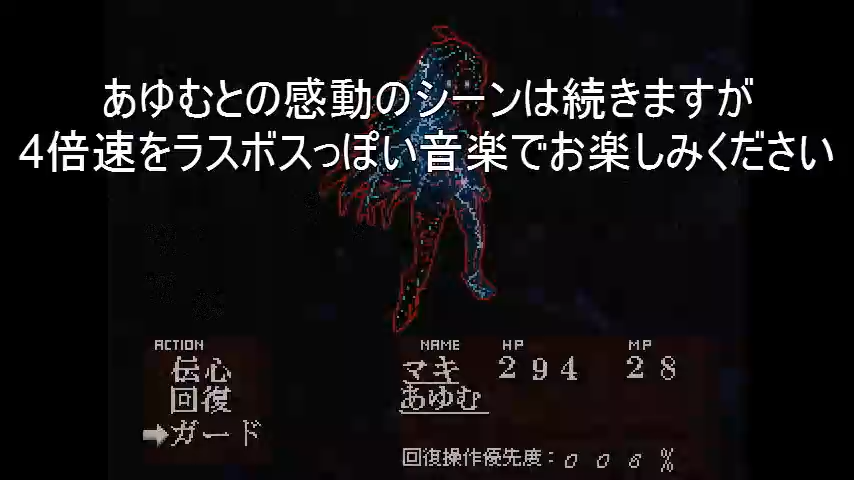 あゆむとの感動のシーンは続きますが
4倍速をラスボスっぽい音楽でお楽しみください
ACTION
伝心
回復
➡ガード
NAME HP MP
マキ 294 28
あゆむ
回復操作優先度：006%